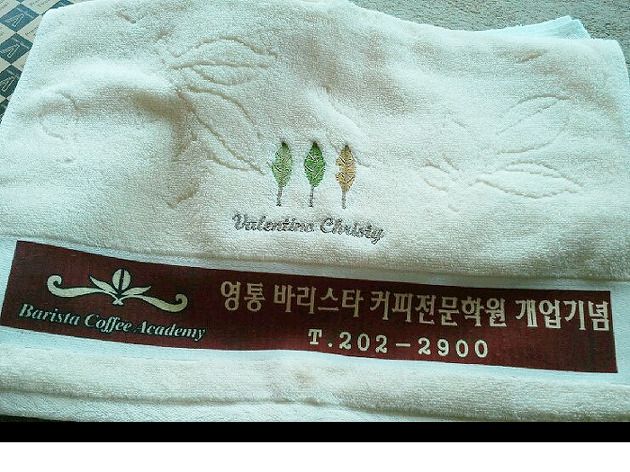 Valentino Christy
영통 바리스타 커피전문학원 개업기념
Barista Coffee Academy
T.202-2900